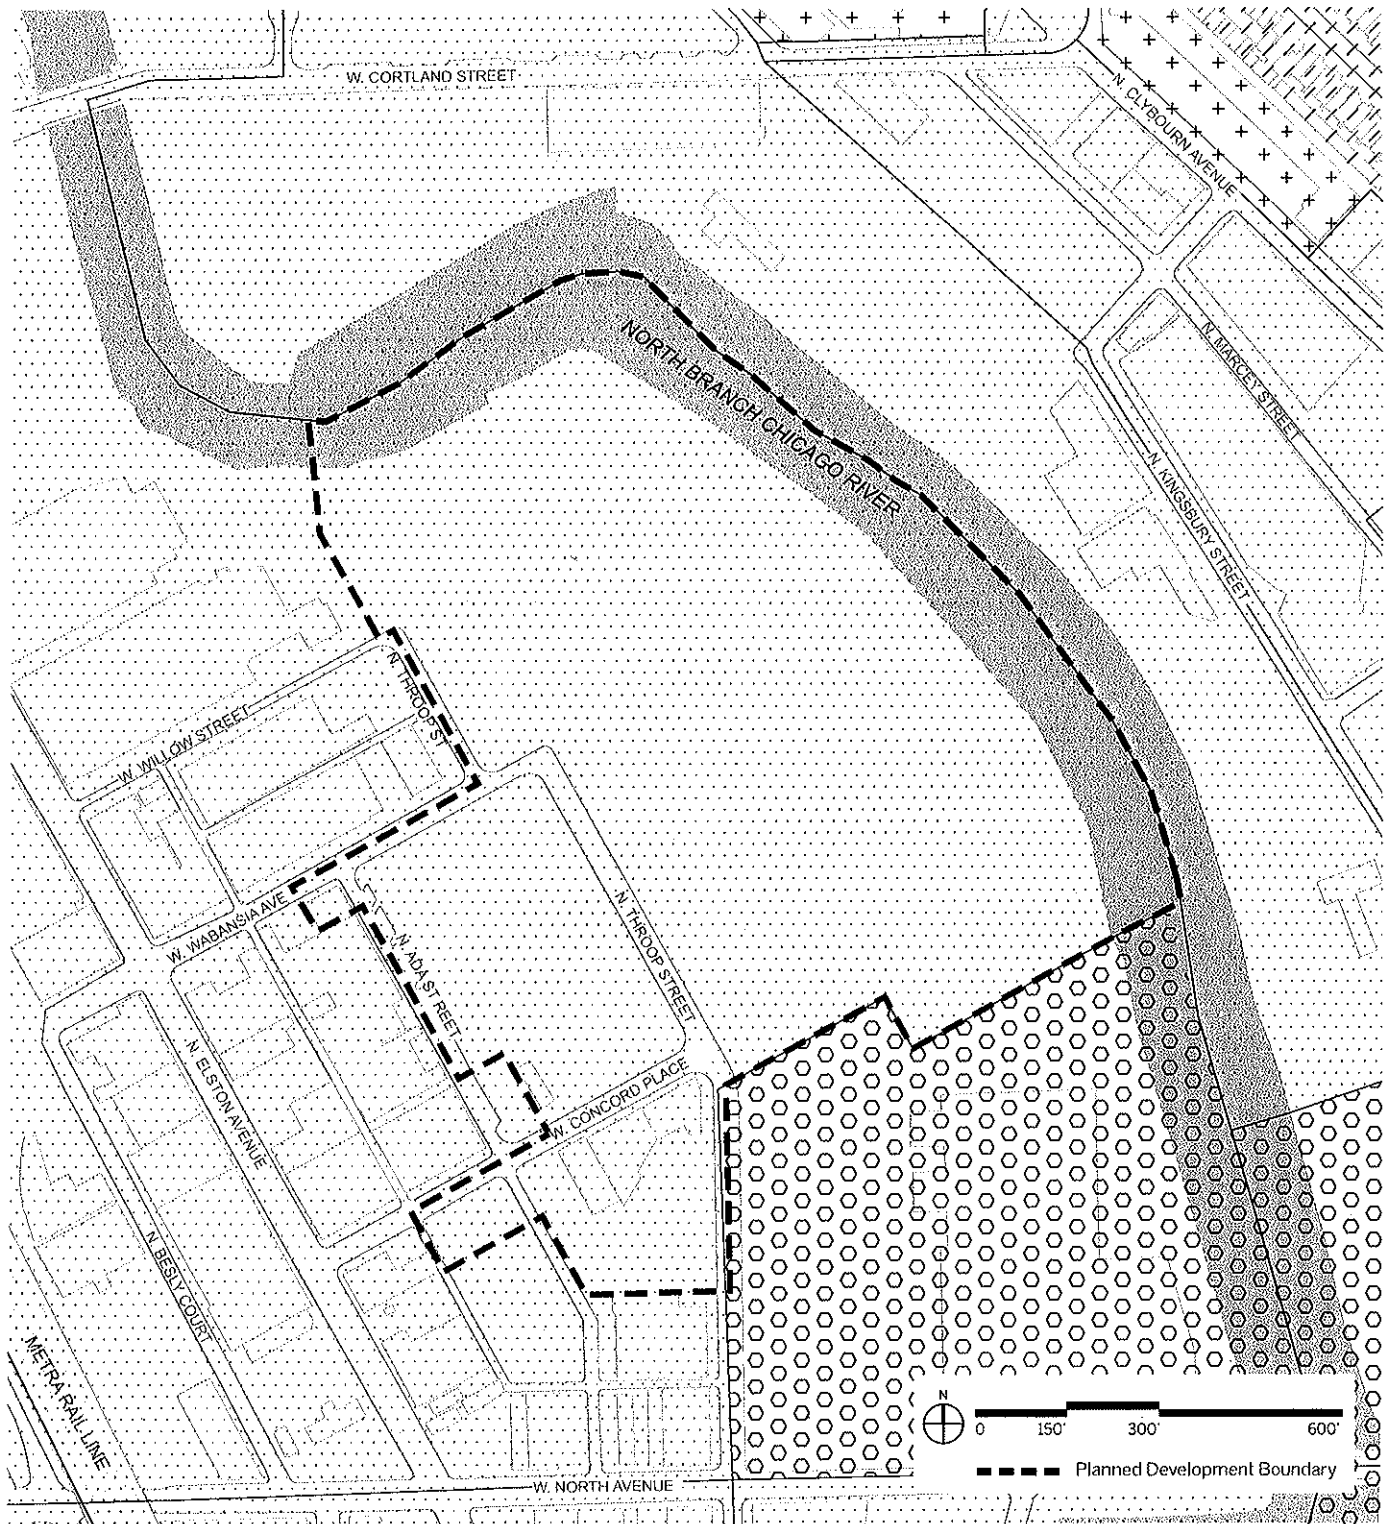 W. CORTLAND STREET
N. CLYBOURN AVENUE
NORTH BRANCH CHICAGO RIVER
N. MARCEY STREET
N. KINGSBURY STREET
N. THROOP ST
W. WILLOW STREET
W. WABANSIA AVE
N. ADA STREET
N. THROOP STREET
N. ELSTON AVENUE
W. CONCORD PLACE
N. BESLY COURT
METRA RAIL LINE
W. NORTH AVENUE
N
0 150' 300' 600'
Planned Development Boundary